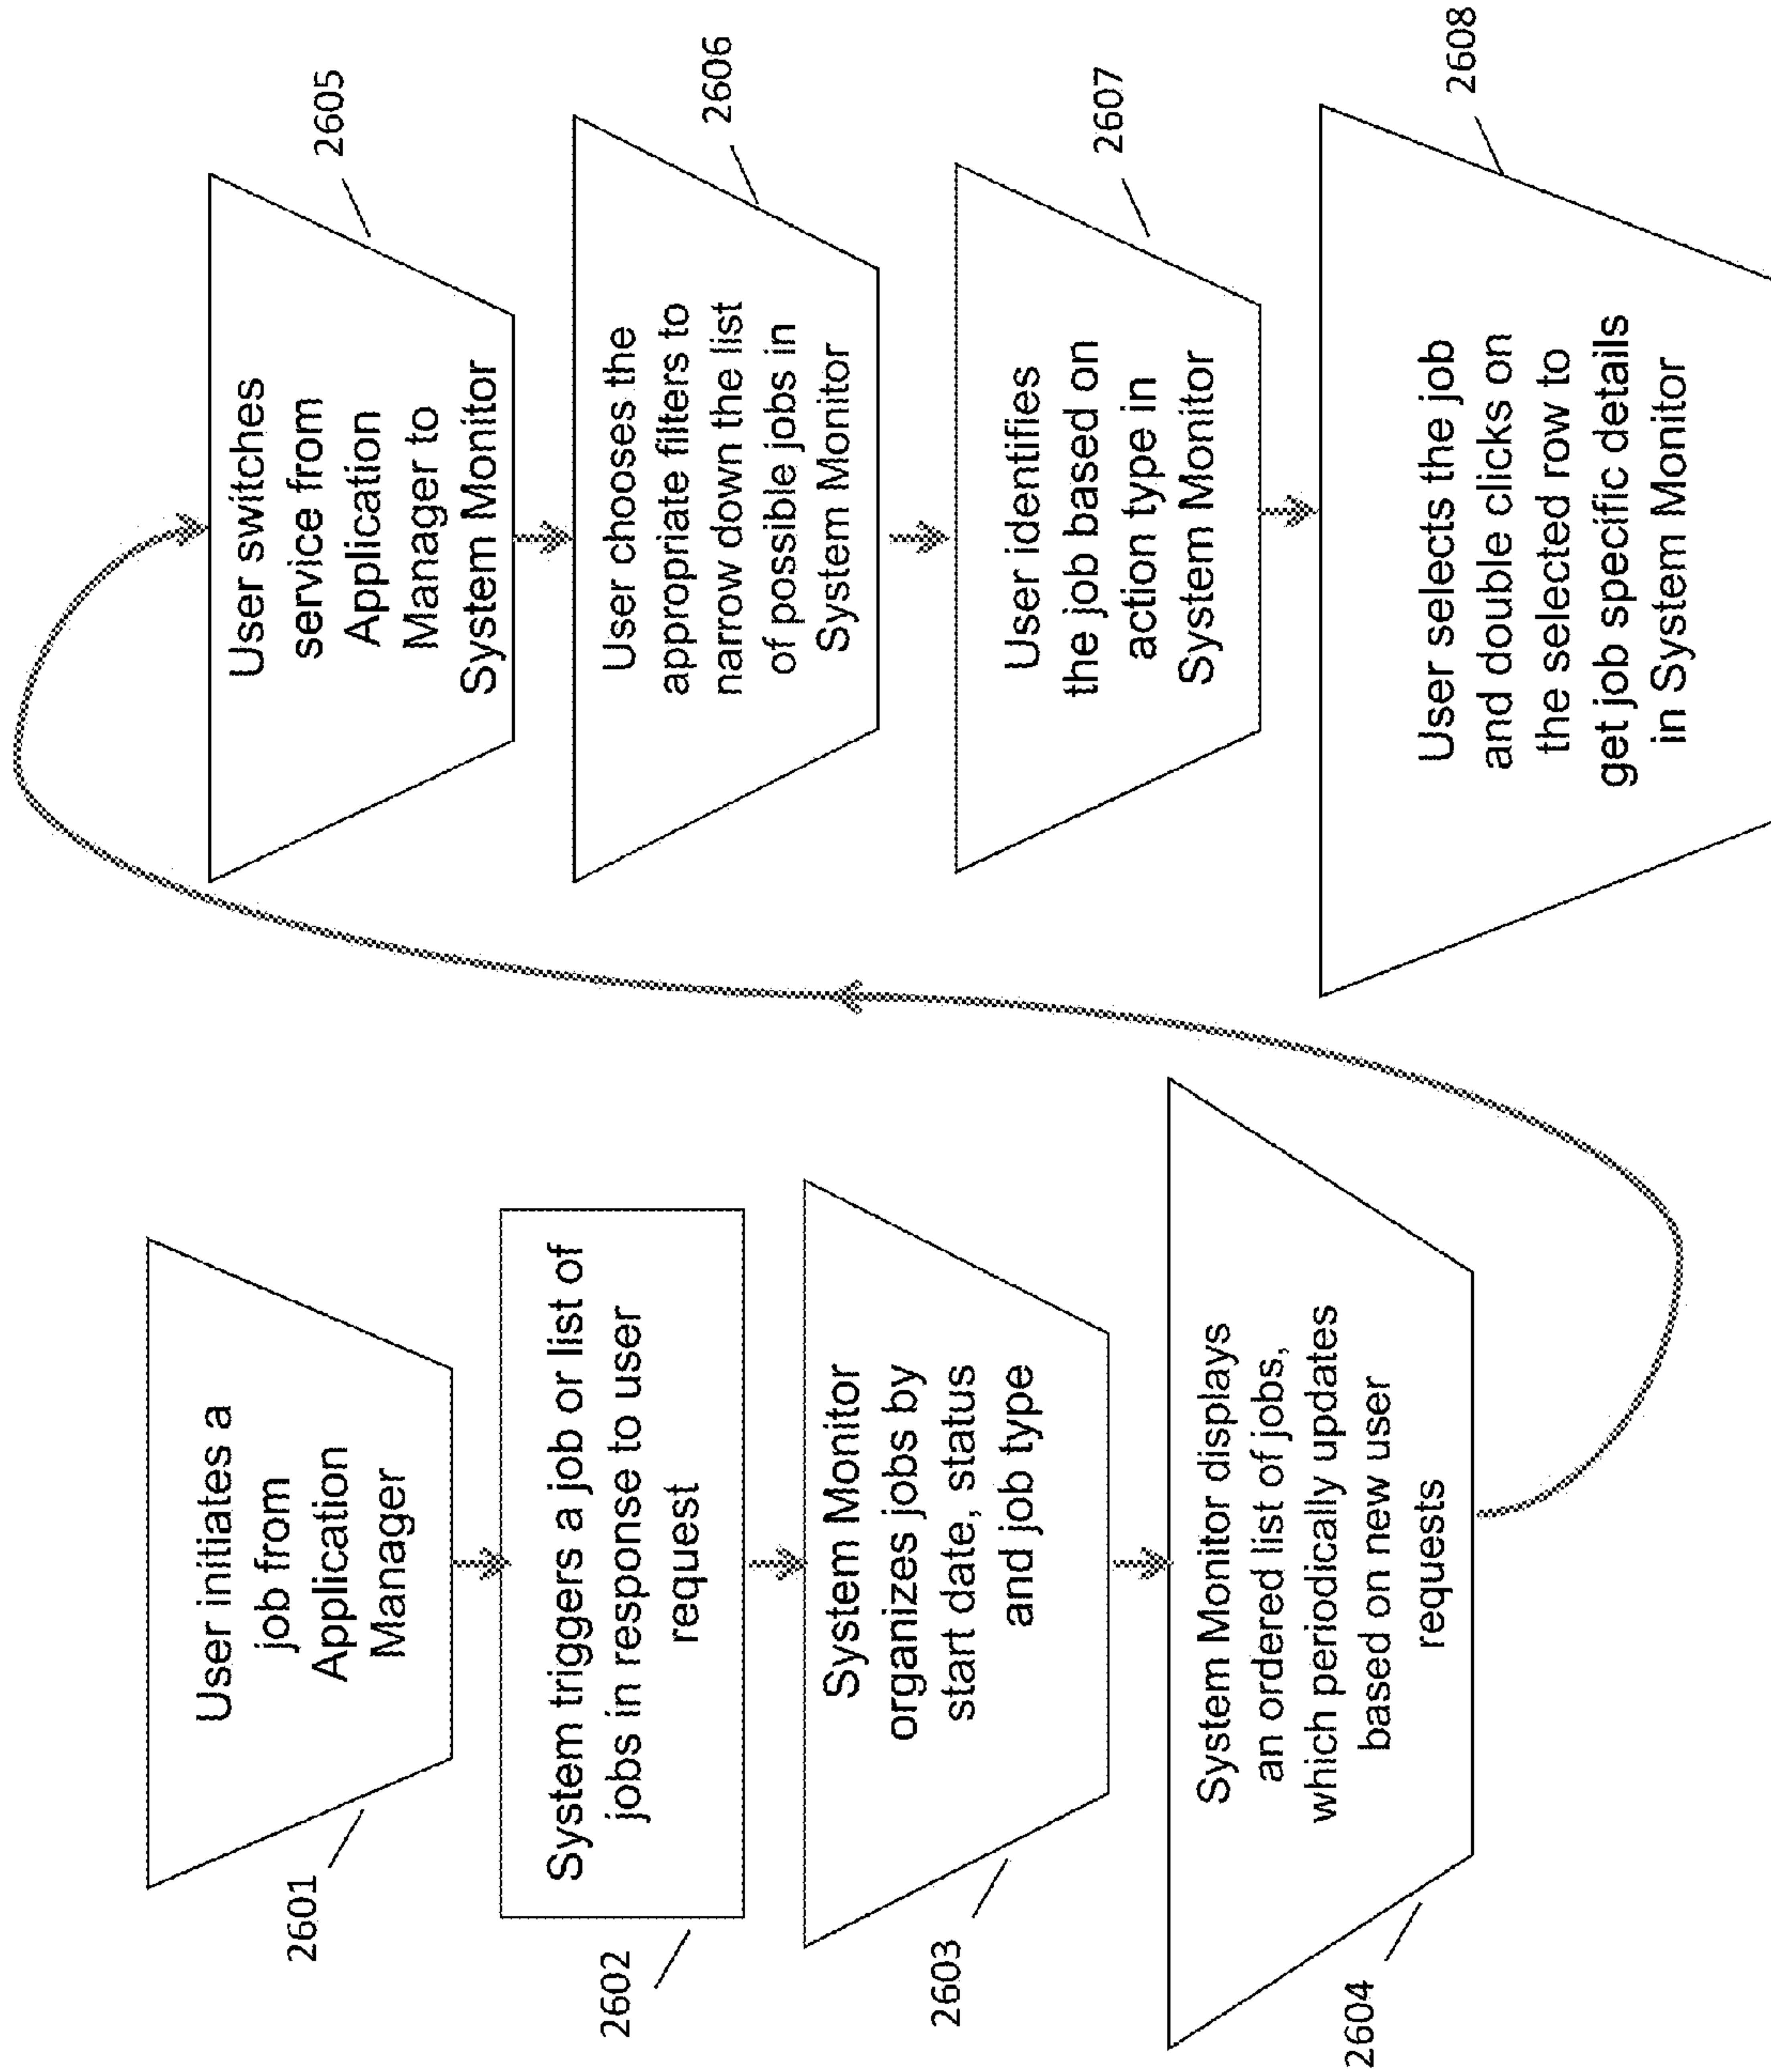 User initiates a
job from
Application
Manager
2601
System triggers a job or list of
jobs in response to user
request
2602
System Monitor
organizes jobs by
start date, status
and job type
2603
System Monitor displays
an ordered list of jobs,
which periodically updates
based on new user
requests
2604
User switches
service from
Application
Manager to
System Monitor
2605
User chooses the
appropriate filters to
narrow down the list
of possible jobs in
System Monitor
2606
User identifies
the job based on
action type in
System Monitor
2607
User selects the job
and double clicks on
the selected row to
get job specific details
in System Monitor
2608